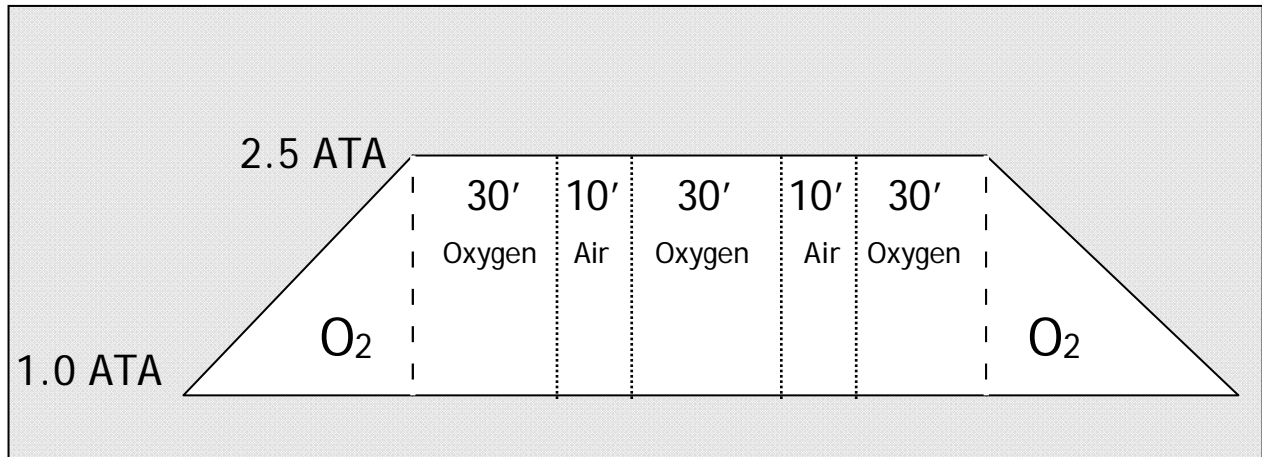 2.5 ATA
30′ 10′ 30′ 10′ 30′
Oxygen Air Oxygen Air Oxygen
O₂ O₂
1.0 ATA